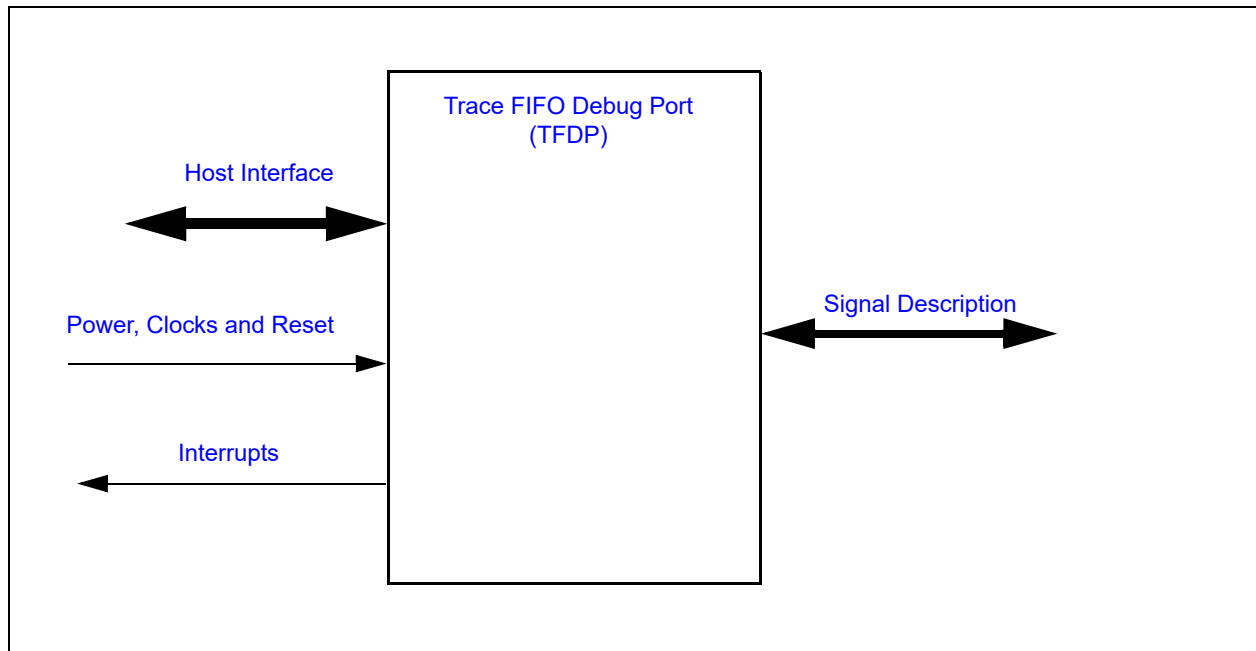 Trace FIFO Debug Port
(TFDP)
Host Interface
Signal Description
Power, Clocks and Reset
Interrupts